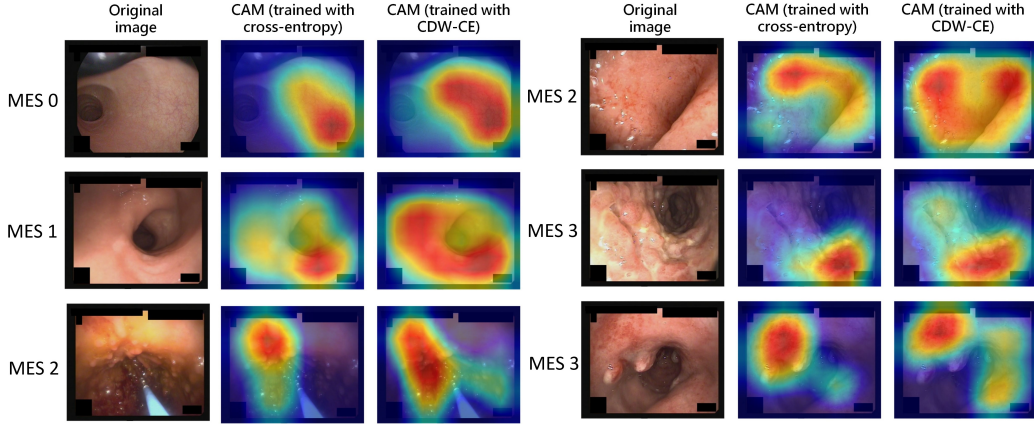 Original
image
CAM (trained with
cross-entropy)
CAM (trained with
CDW-CE)
MES 0
MES 1
MES 2
Original
image
CAM (trained with
cross-entropy)
CAM (trained with
CDW-CE)
MES 2
MES 3
MES 3